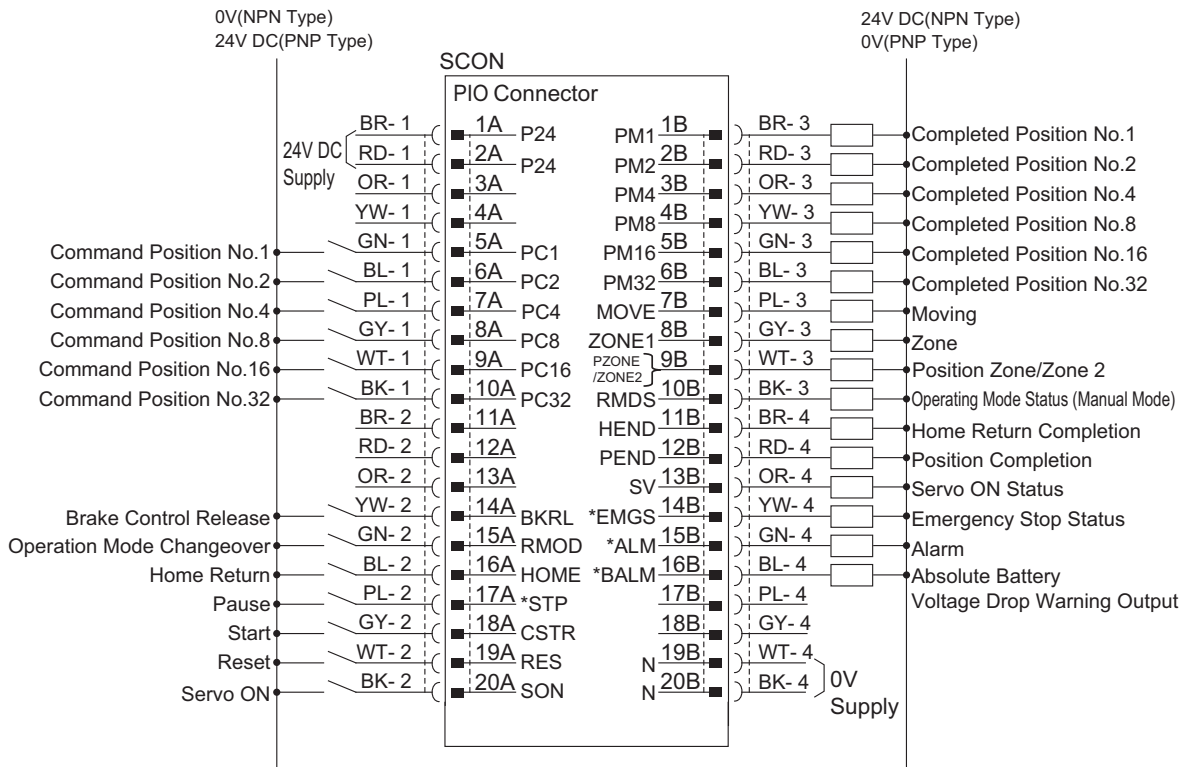 0V(NPN Type)
24V DC(PNP Type)
24V DC(NPN Type)
0V(PNP Type)
SCON
PIO Connector
24V DC
Supply
BR- 1 1A P24 PM1 1B BR- 3 Completed Position No.1
RD- 1 2A P24 PM2 2B RD- 3 Completed Position No.2
OR- 1 3A PM4 3B OR- 3 Completed Position No.4
YW- 1 4A PM8 4B YW- 3 Completed Position No.8
Command Position No.1 GN- 1 5A PC1 PM16 5B GN- 3 Completed Position No.16
Command Position No.2 BL- 1 6A PC2 PM32 6B BL- 3 Completed Position No.32
Command Position No.4 PL- 1 7A PC4 MOVE 7B PL- 3 Moving
Command Position No.8 GY- 1 8A PC8 ZONE1 8B GY- 3 Zone
Command Position No.16 WT- 1 9A PC16 PZONE /ZONE2 9B WT- 3 Position Zone/Zone 2
Command Position No.32 BK- 1 10A PC32 RMDS 10B BK- 3 Operating Mode Status (Manual Mode)
BR- 2 11A HEND 11B BR- 4 Home Return Completion
RD- 2 12A PEND 12B RD- 4 Position Completion
OR- 2 13A SV 13B OR- 4 Servo ON Status
Brake Control Release YW- 2 14A BKRL *EMGS 14B YW- 4 Emergency Stop Status
Operation Mode Changeover GN- 2 15A RMOD *ALM 15B GN- 4 Alarm
Home Return BL- 2 16A HOME *BALM 16B BL- 4 Absolute Battery
Voltage Drop Warning Output
Pause PL- 2 17A *STP 17B PL- 4
Start GY- 2 18A CSTR 18B GY- 4
Reset WT- 2 19A RES N 19B WT- 4
Servo ON BK- 2 20A SON N 20B BK- 4
0V
Supply